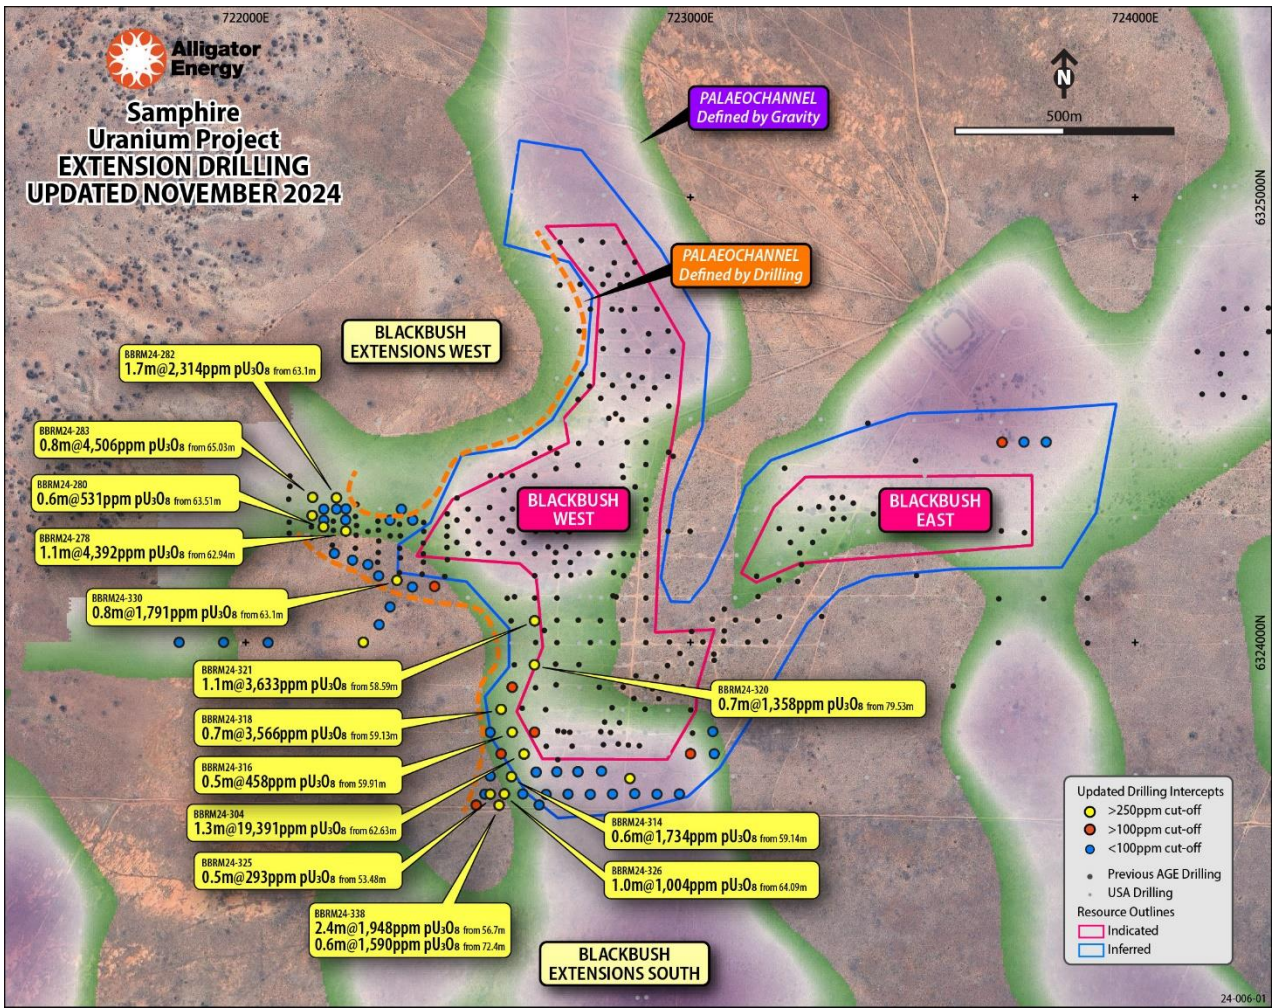 722000E
723000E
724000E
Alligator
Energy
Samphire
Uranium Project
EXTENSION DRILLING
UPDATED NOVEMBER 2024
PALAEOCHANNEL
Defined by Gravity
N
500m
6325000N
PALAEOCHANNEL
Defined by Drilling
BLACKBUSH
EXTENSIONS WEST
BBRM24-282
1.7m@2,314ppm pU₃O₈ from 63.1m
BBRM24-283
0.8m@4,506ppm pU₃O₈ from 65.03m
BBRM24-280
0.6m@531ppm pU₃O₈ from 63.51m
BBRM24-278
1.1m@4,392ppm pU₃O₈ from 62.94m
BLACKBUSH
WEST
BLACKBUSH
EAST
BBRM24-330
0.8m@1,791ppm pU₃O₈ from 63.1m
6324000N
BBRM24-321
1.1m@3,633ppm pU₃O₈ from 58.59m
BBRM24-320
0.7m@1,358ppm pU₃O₈ from 79.53m
BBRM24-318
0.7m@3,566ppm pU₃O₈ from 59.13m
BBRM24-316
0.5m@458ppm pU₃O₈ from 59.91m
BBRM24-304
1.3m@19,391ppm pU₃O₈ from 62.63m
BBRM24-314
0.6m@1,734ppm pU₃O₈ from 59.14m
BBRM24-325
0.5m@293ppm pU₃O₈ from 53.48m
BBRM24-326
1.0m@1,004ppm pU₃O₈ from 64.09m
BBRM24-338
2.4m@1,948ppm pU₃O₈ from 56.7m
0.6m@1,590ppm pU₃O₈ from 72.4m
BLACKBUSH
EXTENSIONS SOUTH
Updated Drilling Intercepts
>250ppm cut-off
>100ppm cut-off
<100ppm cut-off
Previous AGE Drilling
USA Drilling
Resource Outlines
Indicated
Inferred
24-006-01